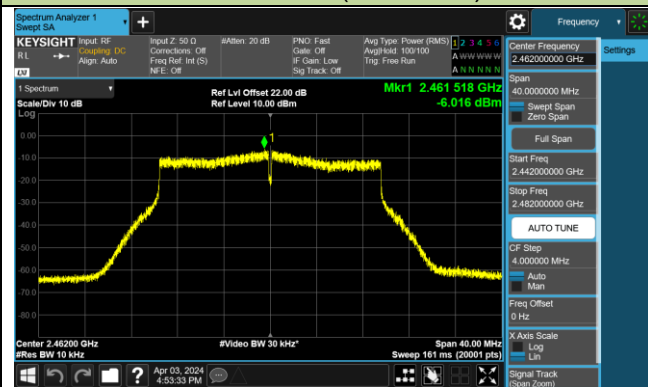 Spectrum Analyzer 1
Swept SA
Frequency
KEYSIGHT
Input: RF
Input Z: 50 Ω
#Atten: 20 dB
PNO: Fast
Avg Type: Power (RMS)
1 2 3 4 5 6
RL
Coupling: DC
Corrections: Off
Gate: Off
Avg|Hold: 100/100
A W W W W W
Align: Auto
Freq Ref: Int (S)
IF Gain: Low
Trig: Free Run
NFE: Off
Sig Track: Off
A N N N N N
LXI
Center Frequency
2.462000000 GHz
Settings
Span
40.0000000 MHz
Swept Span
Zero Span
Full Span
Start Freq
2.442000000 GHz
Stop Freq
2.482000000 GHz
AUTO TUNE
CF Step
4.000000 MHz
Auto
Man
Freq Offset
0 Hz
X Axis Scale
Log
Lin
Signal Track
(Span Zoom)
1 Spectrum
Ref Lvl Offset 22.00 dB
Mkr1 2.461 518 GHz
Scale/Div 10 dB
Ref Level 10.00 dBm
-6.016 dBm
Log
1
0.00
-10.0
-20.0
-30.0
-40.0
-50.0
-60.0
-70.0
-80.0
Center 2.46200 GHz
#Video BW 30 kHz*
Span 40.00 MHz
#Res BW 10 kHz
Sweep 161 ms (20001 pts)
?
Apr 03, 2024
4:53:33 PM